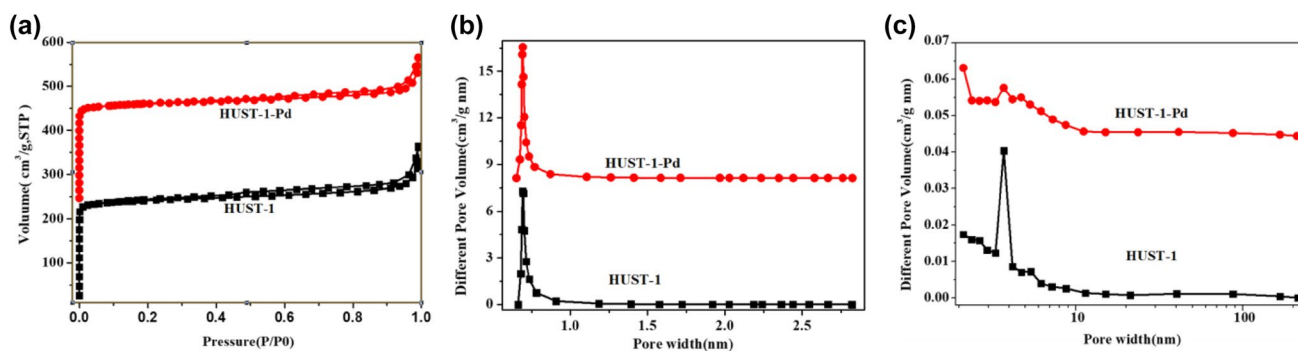 (a)
600
500
400
300
200
100
0.0
0.2
0.4
0.6
0.8
1.0
Voluume( cm³/g,STP)
Pressure(P/P0)
HUST-1-Pd
HUST-1
(b)
15
12
9
6
3
0
1.0
1.5
2.0
2.5
Different Pore Volume(cm³/g nm)
Pore width(nm)
HUST-1-Pd
HUST-1
(c)
0.07
0.06
0.05
0.04
0.03
0.02
0.01
0.00
10
100
Different Pore Volume(cm³/g nm)
Pore width(nm)
HUST-1-Pd
HUST-1